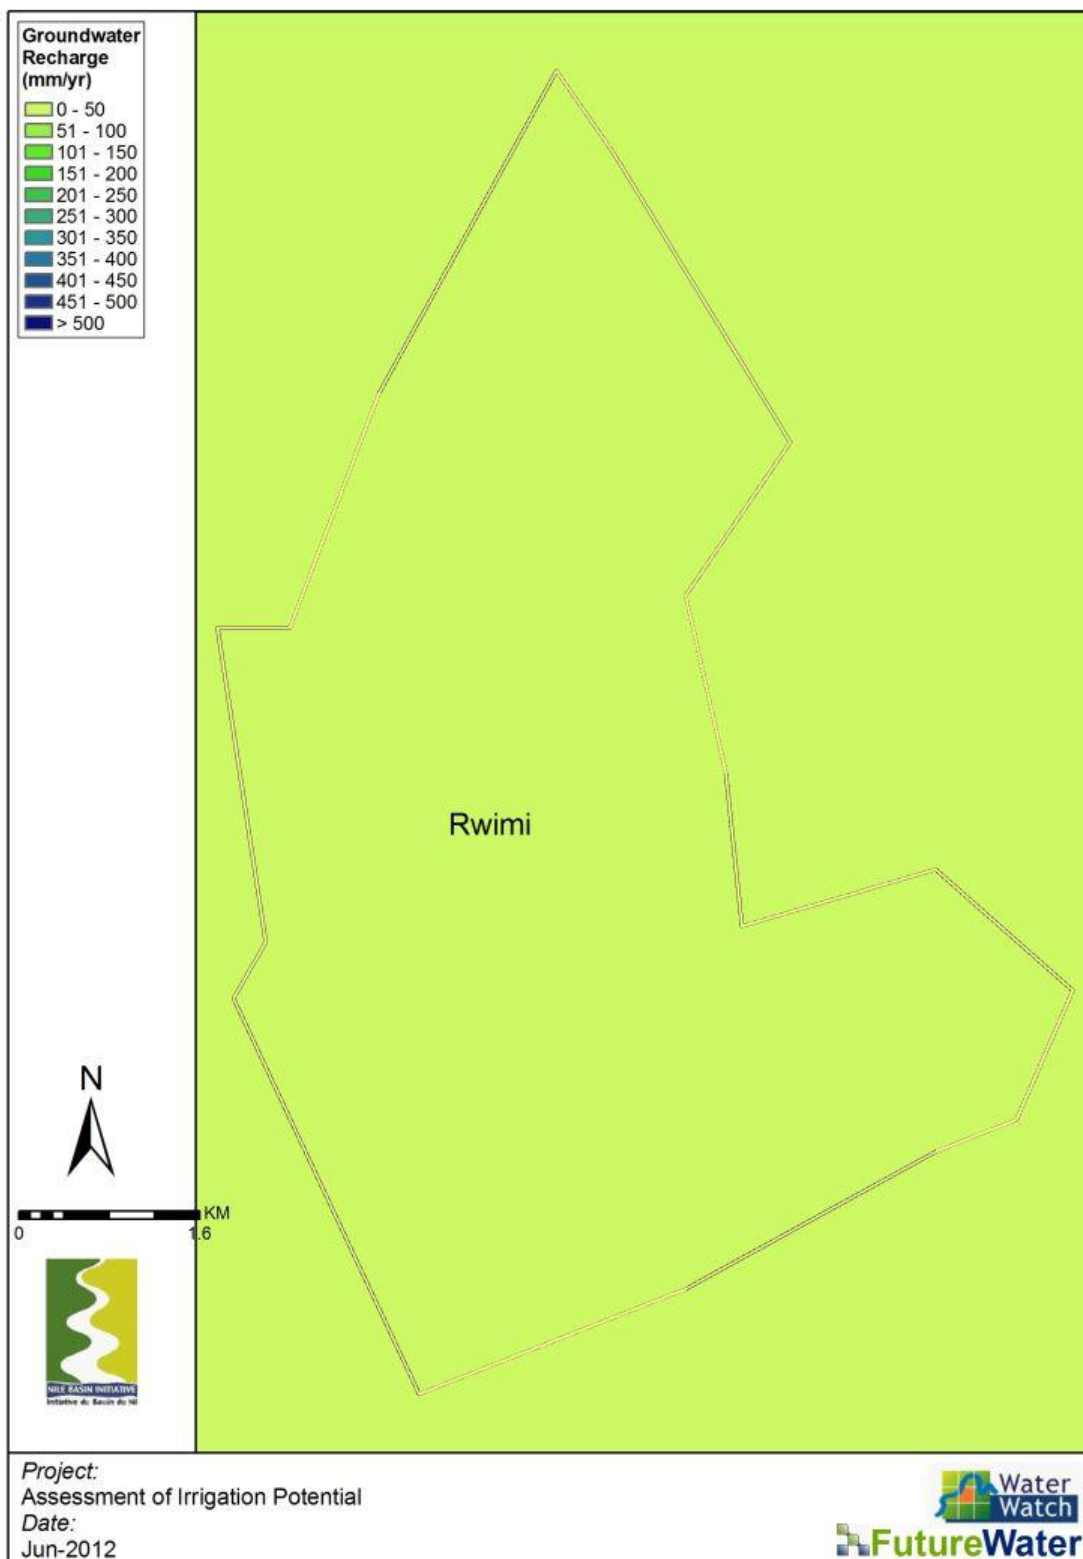 Groundwater
Recharge
(mm/yr)
0 - 50
51 - 100
101 - 150
151 - 200
201 - 250
251 - 300
301 - 350
351 - 400
401 - 450
451 - 500
> 500
Rwimi
N
KM
0 1.6
NILE BASIN INITIATIVE
Initiative du Bassin du Nil
Project:
Assessment of Irrigation Potential
Date:
Jun-2012
Water
Watch
FutureWater